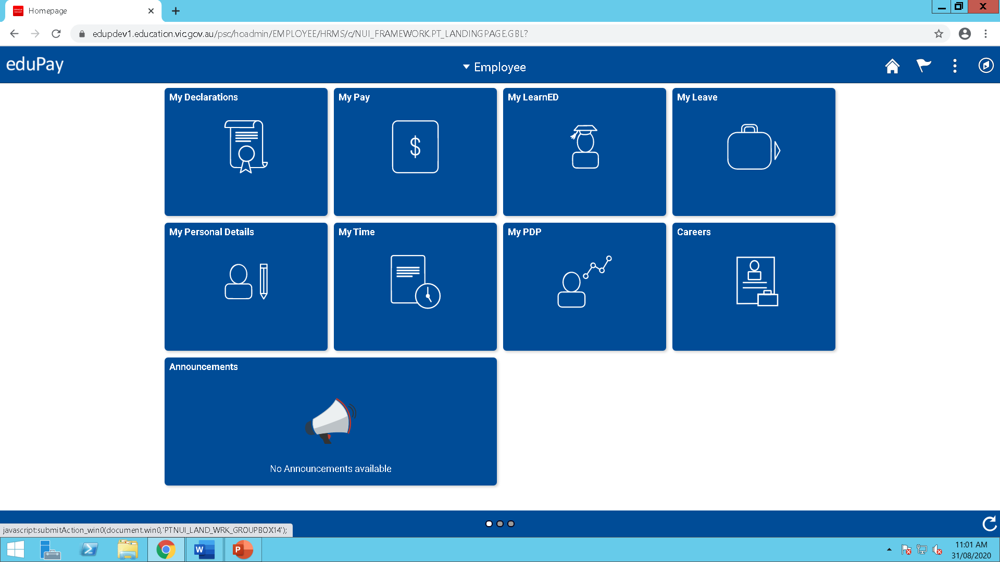 Homepage
edupdev1.education.vic.gov.au/psc/hoadmin/EMPLOYEE/HRMS/c/NUI_FRAMEWORK.PT_LANDINGPAGE.GBL?
eduPay
Employee
My Declarations
My Pay
$
My LearnED
My Leave
My Personal Details
My Time
My PDP
Careers
Announcements
No Announcements available
javascript:submitAction_win0(document.win0,'PTNUI_LAND_WRK_GROUPBOX14');
W
P
11:01 AM
31/08/2020